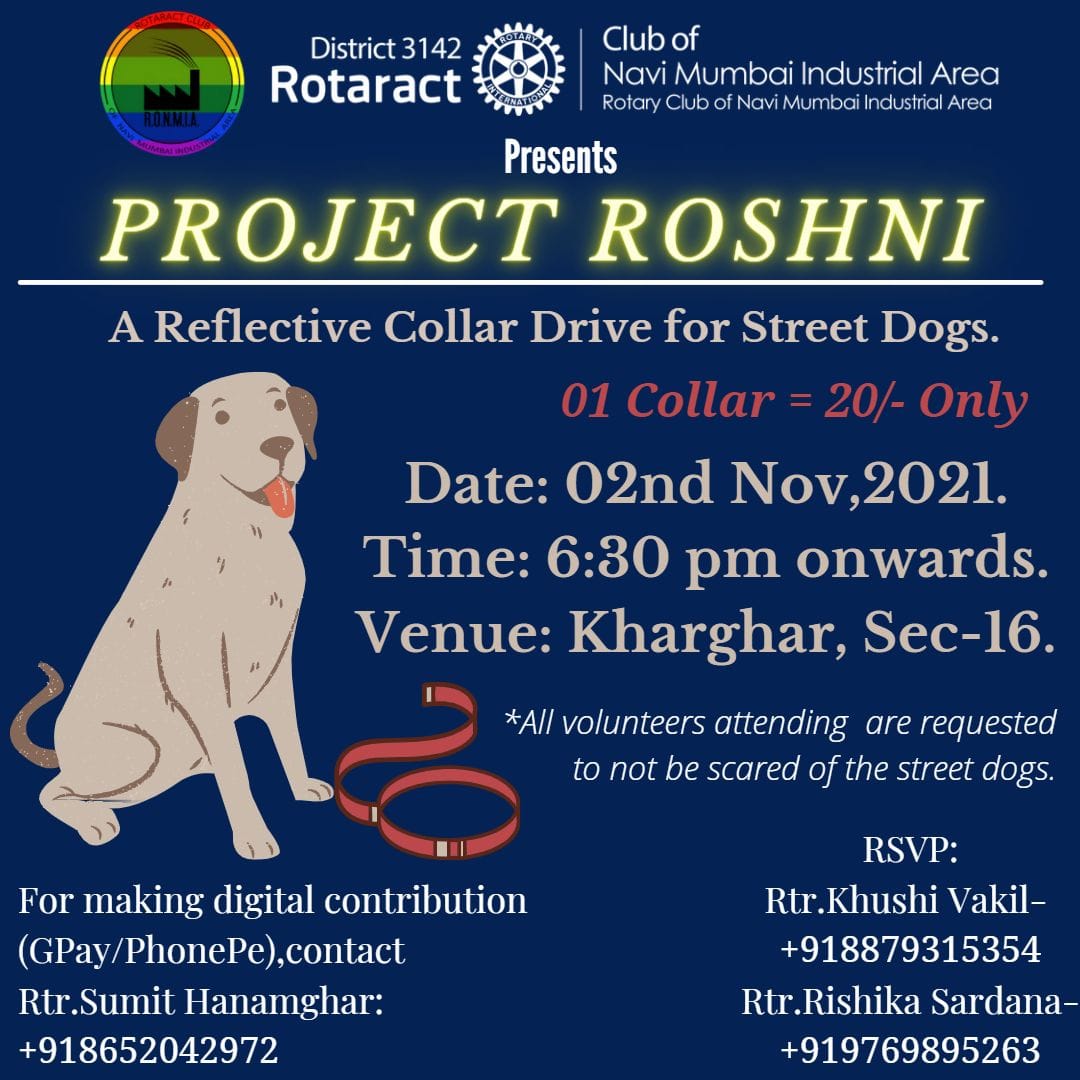 ROTARACT CLUB
R.O.N.M.I.A.
OF NAVI MUMBAI INDUSTRIAL AREA
District 3142
Rotaract
ROTARY
INTERNATIONAL
Club of
Navi Mumbai Industrial Area
Rotary Club of Navi Mumbai Industrial Area
Presents
PROJECT ROSHNI
A Reflective Collar Drive for Street Dogs.
01 Collar = 20/- Only
Date: 02nd Nov,2021.
Time: 6:30 pm onwards.
Venue: Kharghar, Sec-16.
*All volunteers attending  are requested
to not be scared of the street dogs.
For making digital contribution
(GPay/PhonePe),contact
Rtr.Sumit Hanamghar:
+918652042972
RSVP:
Rtr.Khushi Vakil-
+918879315354
Rtr.Rishika Sardana-
+919769895263